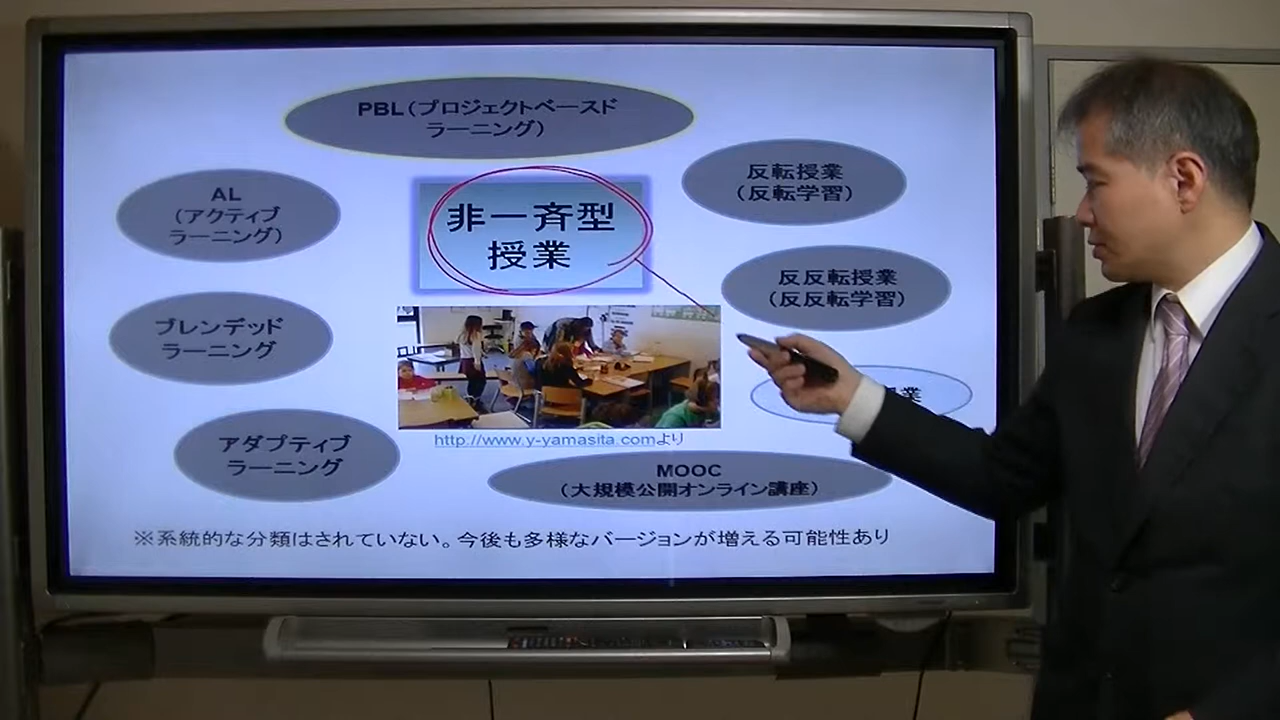 PBL(プロジェクトベースド
ラーニング)
AL
(アクティブ
ラーニング)
非一斉型
授業
反転授業
(反転学習)
反反転授業
(反反転学習)
ブレンデッド
ラーニング
業
http://www.y-yamasita.comより
アダプティブ
ラーニング
MOOC
(大規模公開オンライン講座)
※系統的な分類はされていない。今後も多様なバージョンが増える可能性あり